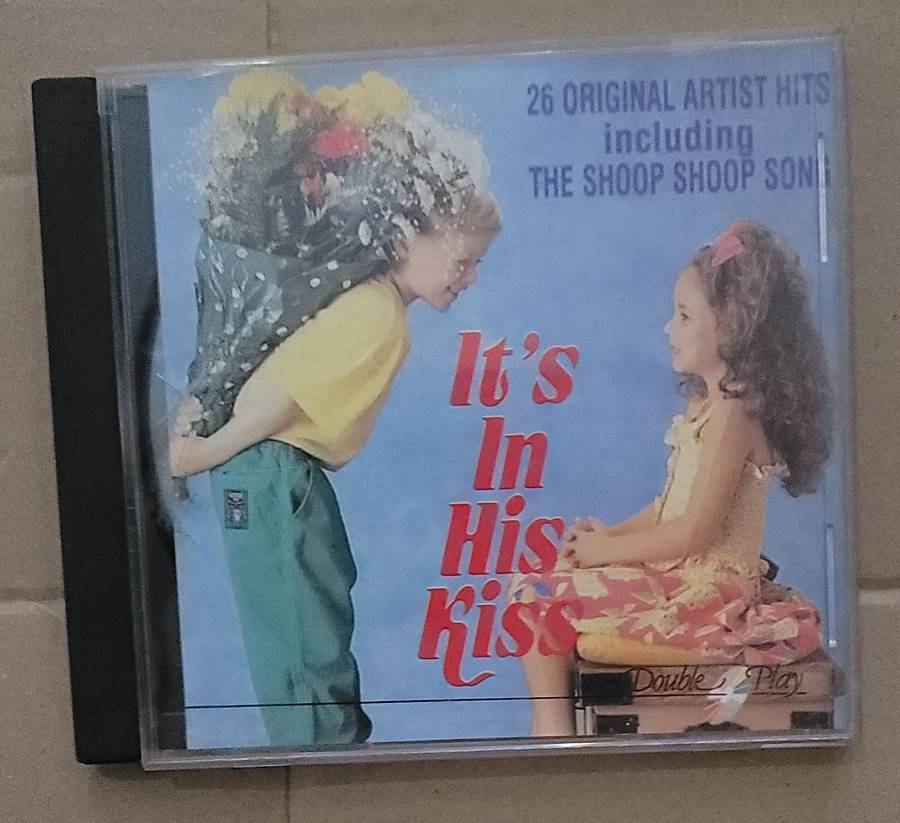 26 ORIGINAL ARTIST HITS
including
THE SHOOP SHOOP SONG
It's
In
His
Kiss
Double Play